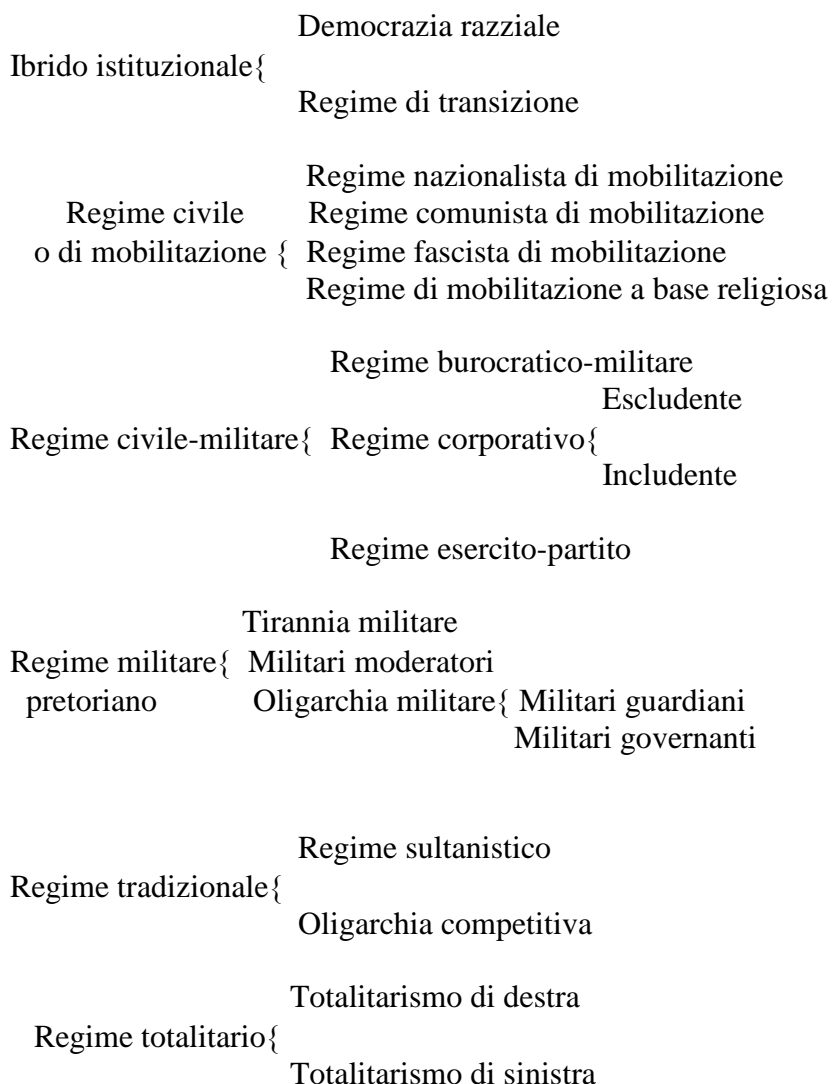 Democrazia razziale
Ibrido istituzionale{
Regime di transizione
Regime nazionalista di mobilitazione
Regime civile Regime comunista di mobilitazione
o di mobilitazione { Regime fascista di mobilitazione
Regime di mobilitazione a base religiosa
Regime burocratico-militare
Escludente
Regime civile-militare{ Regime corporativo{
Includente
Regime esercito-partito
Tirannia militare
Regime militare{ Militari moderatori
pretoriano Oligarchia militare{ Militari guardiani
Militari governanti
Regime sultanistico
Regime tradizionale{
Oligarchia competitiva
Totalitarismo di destra
Regime totalitario{
Totalitarismo di sinistra